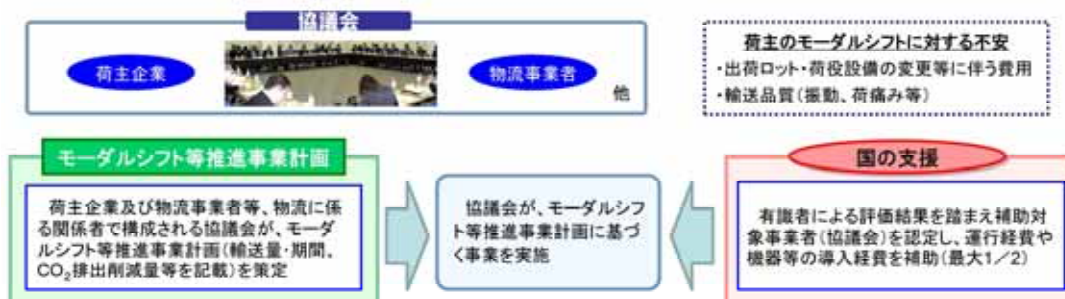 協議会
荷主企業
物流事業者
他
荷主のモーダルシフトに対する不安
・出荷ロット・荷役設備の変更等に伴う費用
・輸送品質(振動、荷痛み等)
モーダルシフト等推進事業計画
荷主企業及び物流事業者等、物流に係
る関係者で構成される協議会が、モーダ
ルシフト等推進事業計画(輸送量・期間、
CO₂排出削減量等を記載)を策定
協議会が、モーダルシフ
ト等推進事業計画に基づ
く事業を実施
国の支援
有識者による評価結果を踏まえ補助対
象事業者(協議会)を認定し、運行経費や
機器等の導入経費を補助(最大1/2)